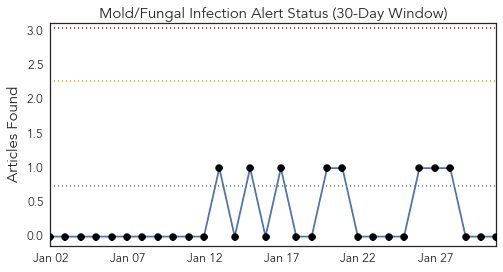 Mold/Fungal Infection Alert Status (30-Day Window)
3.0
2.5
2.0
1.5
1.0
0.5
0.0
Articles Found
Jan 02 Jan 07 Jan 12 Jan 17 Jan 22 Jan 27